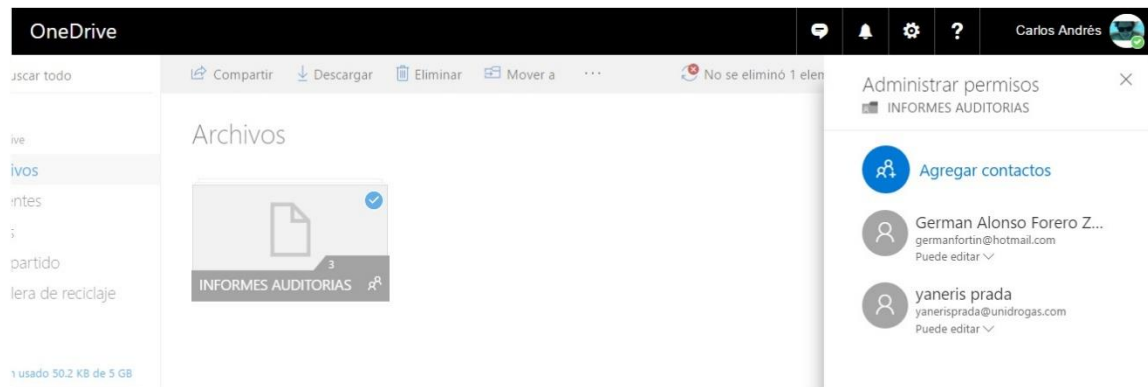 OneDrive
?
Carlos Andrés
uscar todo
Compartir
Descargar
Eliminar
Mover a
...
No se eliminó 1 elem
ive
ivos
entes
s
partido
lera de reciclaje
n usado 50.2 KB de 5 GB
Archivos
3
INFORMES AUDITORIAS
Administrar permisos
INFORMES AUDITORIAS
Agregar contactos
German Alonso Forero Z...
germanfortin@hotmail.com
Puede editar
yaneris prada
yanerisprada@unidrogas.com
Puede editar